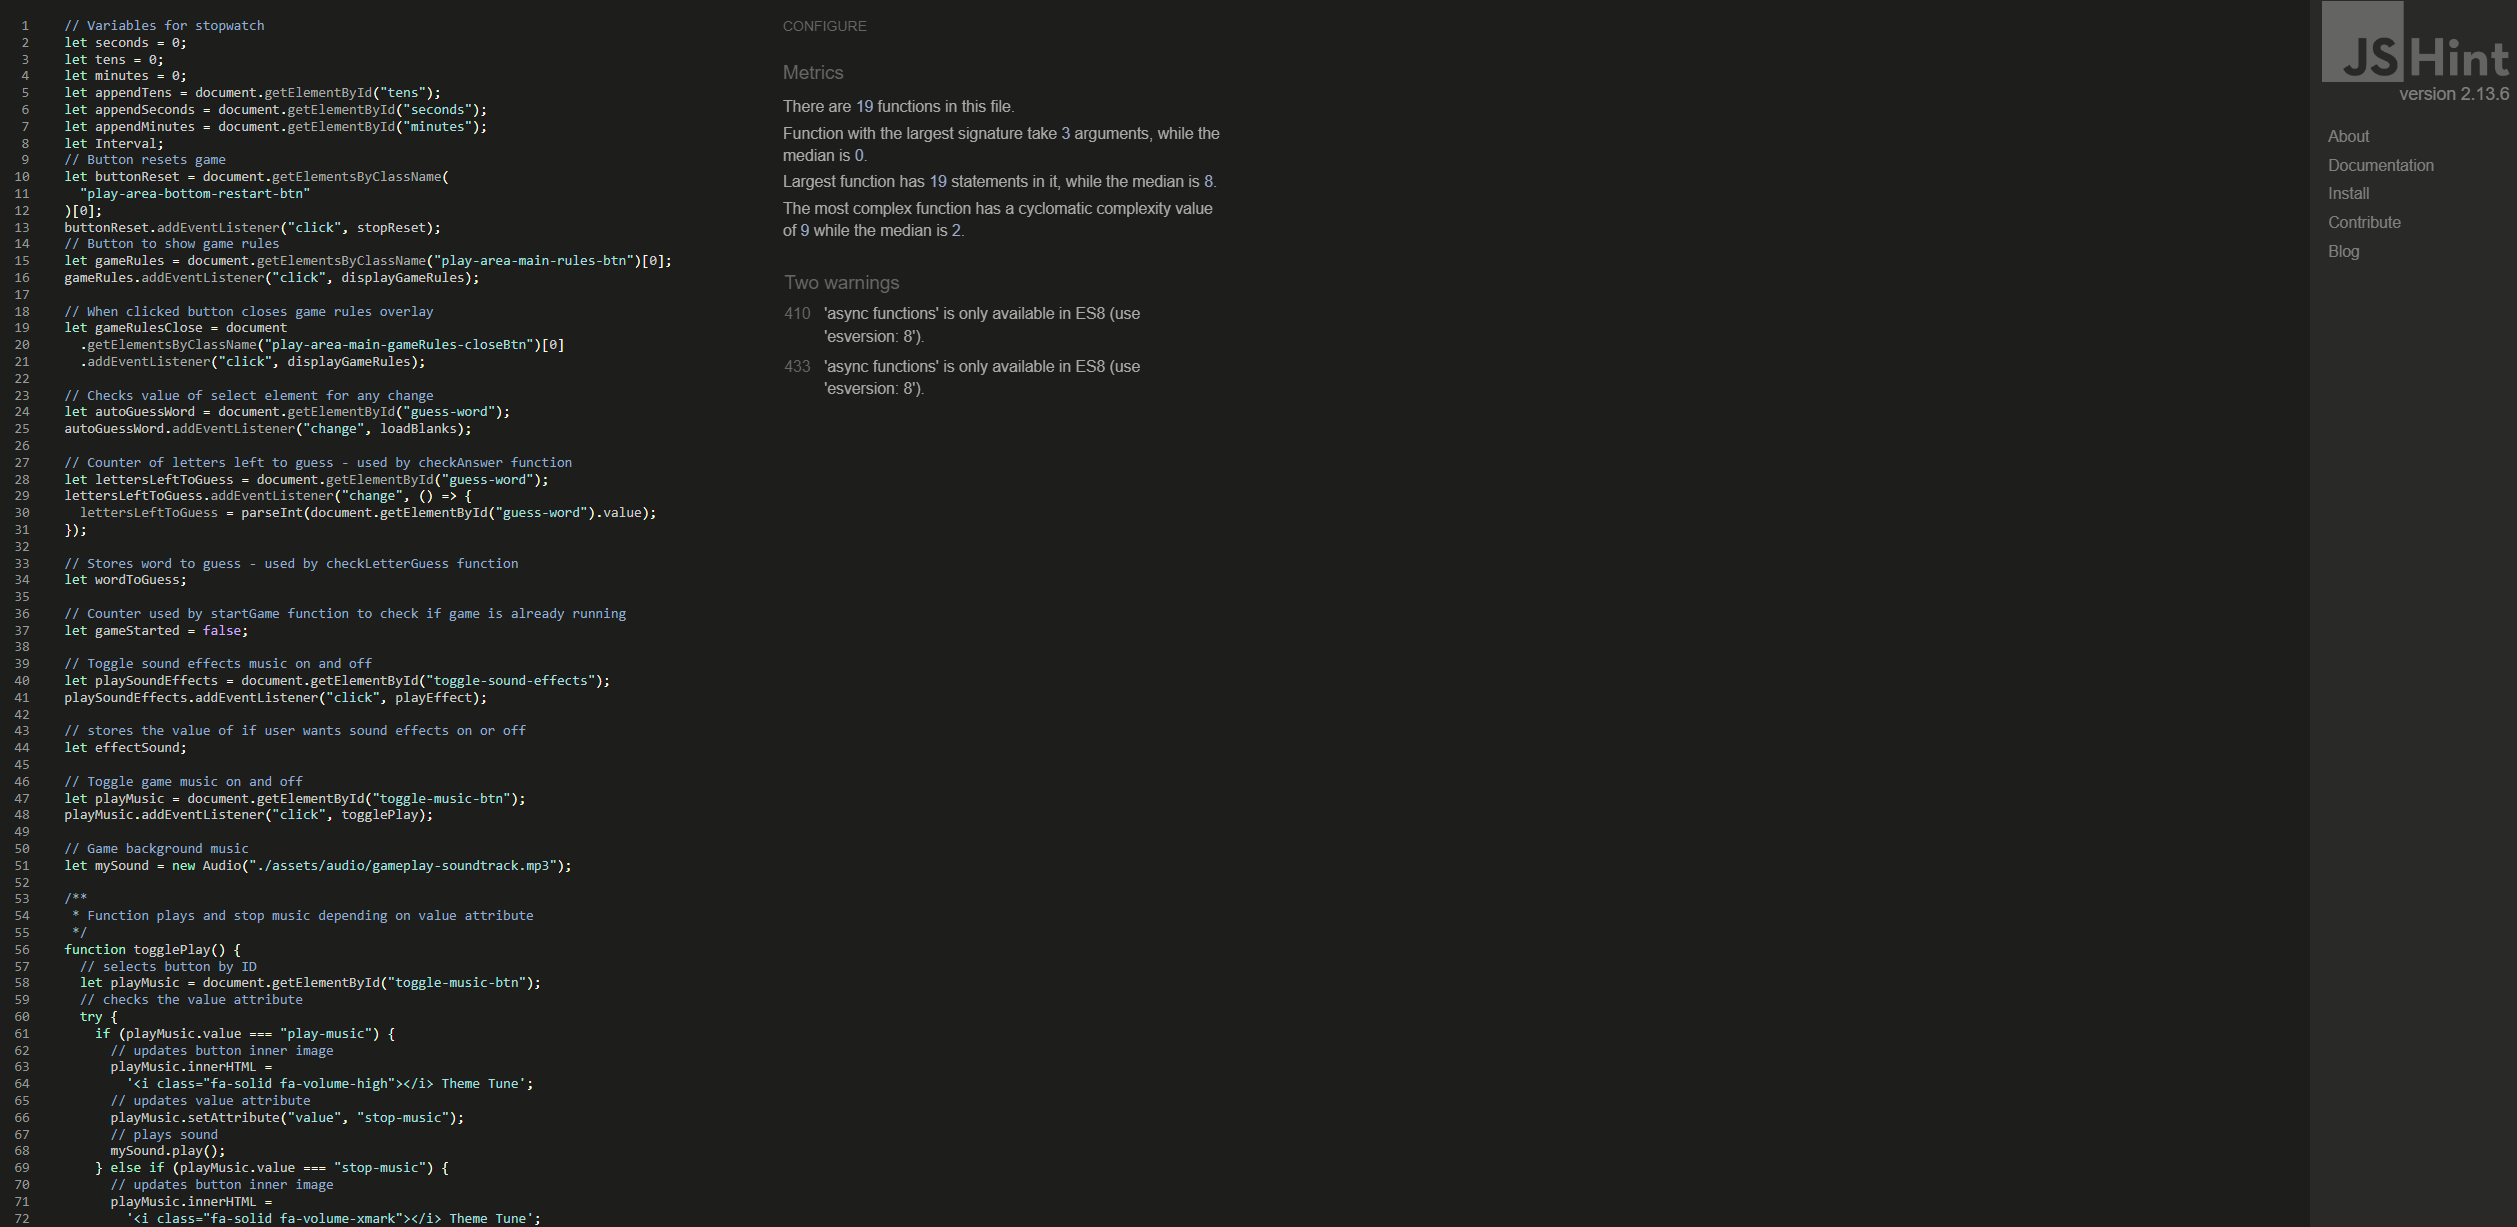 1 // Variables for stopwatch
2 let seconds = 0;
3 let tens = 0;
4 let minutes = 0;
5 let appendTens = document.getElementById("tens");
6 let appendSeconds = document.getElementById("seconds");
7 let appendMinutes = document.getElementById("minutes");
8 let Interval;
9 // Button resets game
10 let buttonReset = document.getElementsByClassName(
11 "play-area-bottom-restart-btn"
12 )[0];
13 buttonReset.addEventListener("click", stopReset);
14 // Button to show game rules
15 let gameRules = document.getElementsByClassName("play-area-main-rules-btn")[0];
16 gameRules.addEventListener("click", displayGameRules);
17
18 // When clicked button closes game rules overlay
19 let gameRulesClose = document
20 .getElementsByClassName("play-area-main-gameRules-closeBtn")[0]
21 .addEventListener("click", displayGameRules);
22
23 // Checks value of select element for any change
24 let autoGuessWord = document.getElementById("guess-word");
25 autoGuessWord.addEventListener("change", loadBlanks);
26
27 // Counter of letters left to guess - used by checkAnswer function
28 let lettersLeftToGuess = document.getElementById("guess-word");
29 lettersLeftToGuess.addEventListener("change", () => {
30 lettersLeftToGuess = parseInt(document.getElementById("guess-word").value);
31 });
32
33 // Stores word to guess - used by checkLetterGuess function
34 let wordToGuess;
35
36 // Counter used by startGame function to check if game is already running
37 let gameStarted = false;
38
39 // Toggle sound effects music on and off
40 let playSoundEffects = document.getElementById("toggle-sound-effects");
41 playSoundEffects.addEventListener("click", playEffect);
42
43 // stores the value of if user wants sound effects on or off
44 let effectSound;
45
46 // Toggle game music on and off
47 let playMusic = document.getElementById("toggle-music-btn");
48 playMusic.addEventListener("click", togglePlay);
49
50 // Game background music
51 let mySound = new Audio("./assets/audio/gameplay-soundtrack.mp3");
52
53 /**
54 * Function plays and stop music depending on value attribute
55 */
56 function togglePlay() {
57 // selects button by ID
58 let playMusic = document.getElementById("toggle-music-btn");
59 // checks the value attribute
60 try {
61 if (playMusic.value === "play-music") {
62 // updates button inner image
63 playMusic.innerHTML =
64 '<i class="fa-solid fa-volume-high"></i> Theme Tune';
65 // updates value attribute
66 playMusic.setAttribute("value", "stop-music");
67 // plays sound
68 mySound.play();
69 } else if (playMusic.value === "stop-music") {
70 // updates button inner image
71 playMusic.innerHTML =
72 '<i class="fa-solid fa-volume-xmark"></i> Theme Tune';
CONFIGURE
Metrics
There are 19 functions in this file.
Function with the largest signature take 3 arguments, while the
median is 0.
Largest function has 19 statements in it, while the median is 8.
The most complex function has a cyclomatic complexity value
of 9 while the median is 2.
Two warnings
410 'async functions' is only available in ES8 (use
'esversion: 8').
433 'async functions' is only available in ES8 (use
'esversion: 8').
JSHint
version 2.13.6
About
Documentation
Install
Contribute
Blog